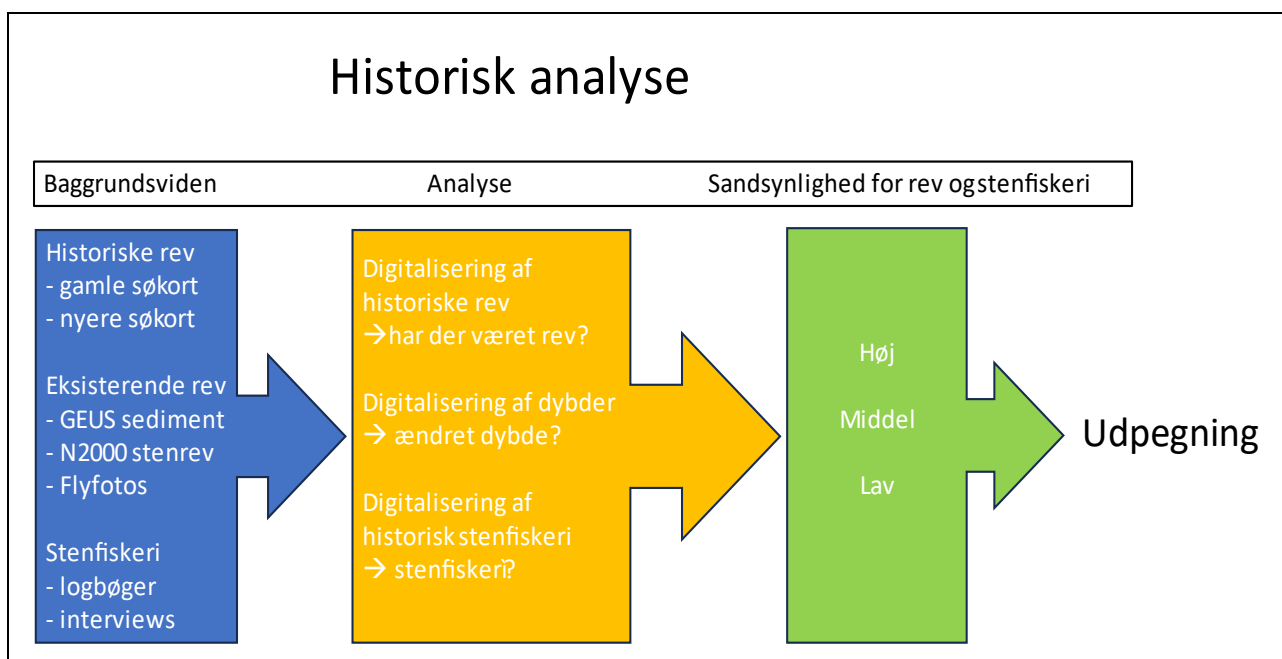 Historisk analyse
Baggrundsviden
Analyse
Sandsynlighed for rev og stenfiskeri
Historiske rev
- gamle søkort
- nyere søkort
Eksisterende rev
- GEUS sediment
- N2000 stenrev
- Flyfotos
Stenfiskeri
- logbøger
- interviews
Digitalisering af
historiske rev
→ har der været rev?
Digitalisering af dybder
→ ændret dybde?
Digitalisering af
historisk stenfiskeri
→ stenfiskeri?
Høj
Middel
Lav
Udpegning